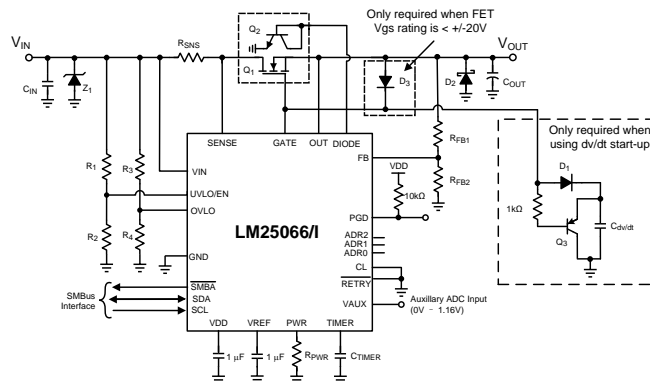 Only required when FET
Vgs rating is < +/-20V
VIN
RSNS
Q2
Q1
VOUT
CIN
Z1
D3
D2
COUT
SENSE
GATE
OUT
DIODE
VIN
R1
R3
UVLO/EN
OVLO
R2
R4
GND
LM25066/I
FB
RFB1
RFB2
VDD
10kΩ
PGD
ADR2
ADR1
ADR0
CL
RETRY
VAUX
Auxillary ADC Input
(0V - 1.16V)
Only required when
using dv/dt start-up
D1
1kΩ
Q3
Cdv/dt
SMBus
Interface
SMBA
SDA
SCL
VDD
VREF
PWR
TIMER
1 µF
1 µF
RPWR
CTIMER